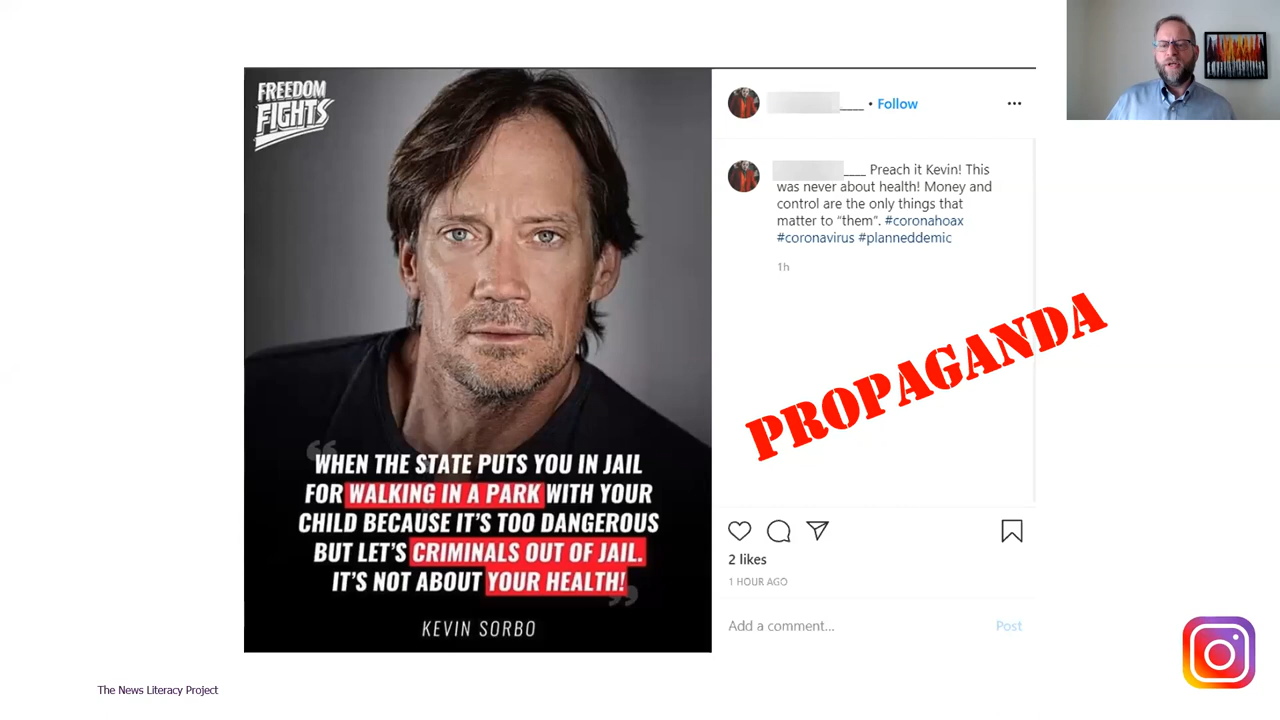 FREEDOM
FIGHTS
• Follow
Preach it Kevin! This
was never about health! Money and
control are the only things that
matter to “them”. #coronahoax
#coronavirus #planneddemic
1h
PROPAGANDA
“WHEN THE STATE PUTS YOU IN JAIL
FOR WALKING IN A PARK WITH YOUR
CHILD BECAUSE IT'S TOO DANGEROUS
BUT LET'S CRIMINALS OUT OF JAIL.
IT'S NOT ABOUT YOUR HEALTH!”
KEVIN SORBO
2 likes
1 HOUR AGO
Add a comment... Post
The News Literacy Project